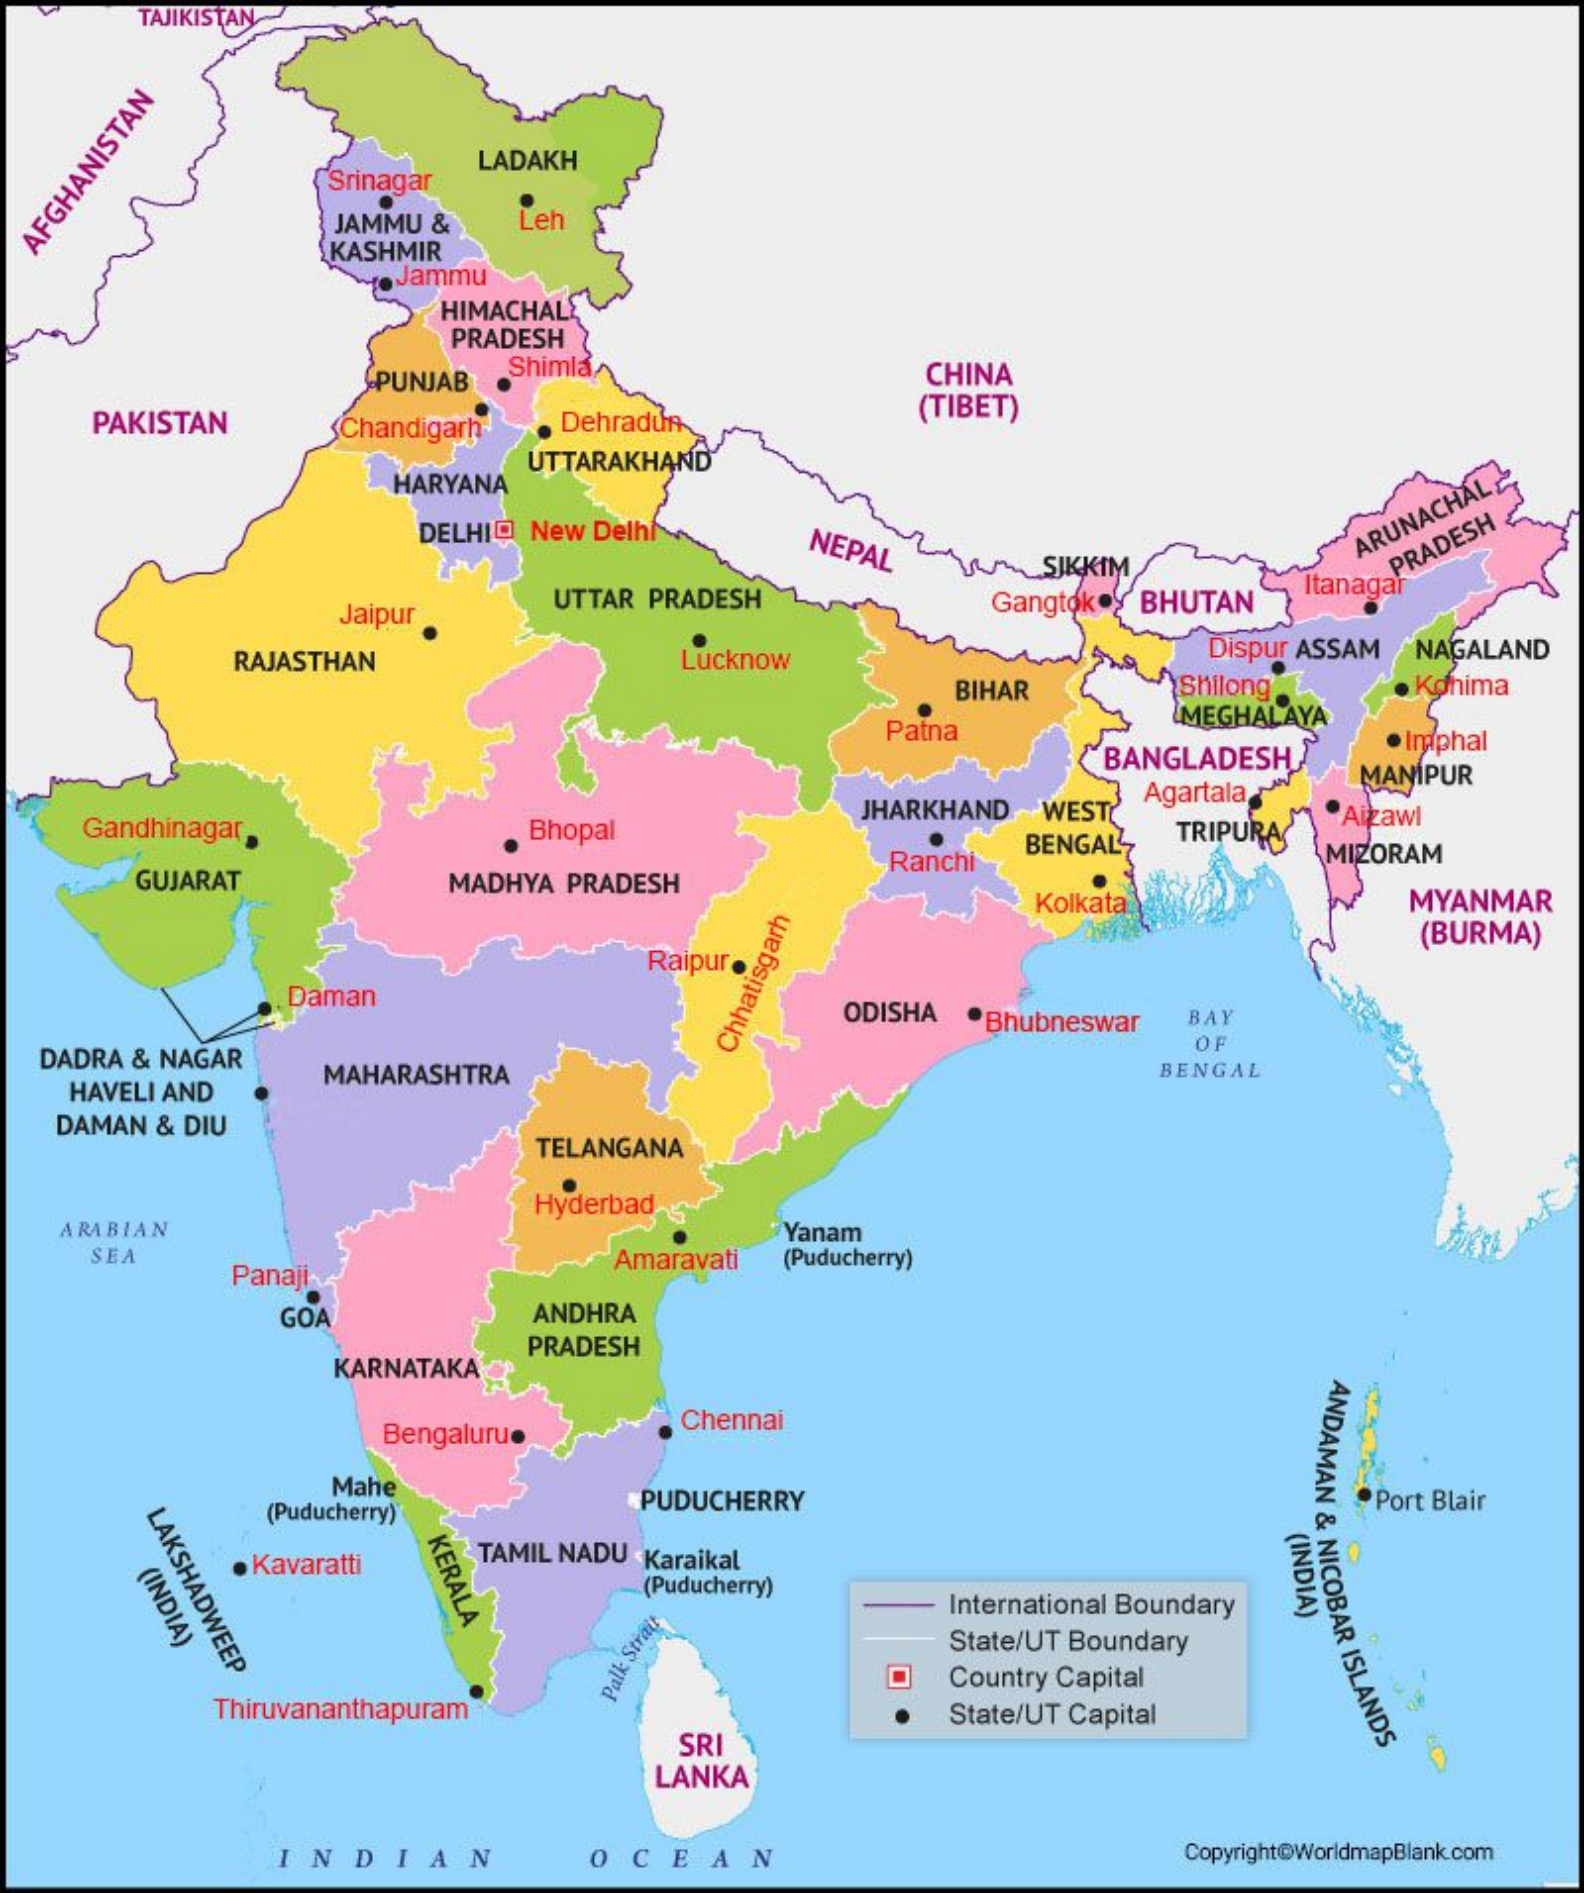 TAJIKISTAN
AFGHANISTAN
LADAKH
Srinagar
Leh
JAMMU &
KASHMIR
Jammu
HIMACHAL
PRADESH
Shimla
PUNJAB
CHINA
(TIBET)
PAKISTAN
Chandigarh
Dehradun
UTTARAKHAND
HARYANA
DELHI
New Delhi
NEPAL
ARUNACHAL
PRADESH
SIKKIM
Itanagar
Gangtok
BHUTAN
UTTAR PRADESH
Jaipur
Lucknow
RAJASTHAN
Dispur
ASSAM
NAGALAND
Shilong
Kohima
BIHAR
Patna
MEGHALAYA
BANGLADESH
Imphal
MANIPUR
Agartala
Aizawl
TRIPURA
MIZORAM
JHARKHAND
WEST
BENGAL
Ranchi
Kolkata
Gandhinagar
Bhopal
GUJARAT
MADHYA PRADESH
MYANMAR
(BURMA)
Raipur
Chhatisgarh
Daman
ODISHA
Bhubneswar
BAY
OF
BENGAL
DADRA & NAGAR
HAVELI AND
DAMAN & DIU
MAHARASHTRA
TELANGANA
Hyderbad
ARABIAN
SEA
Yanam
(Puducherry)
Amaravati
Panaji
GOA
ANDHRA
PRADESH
KARNATAKA
Bengaluru
Chennai
Mahe
(Puducherry)
PUDUCHERRY
Port Blair
ANDAMAN & NICOBAR ISLANDS
(INDIA)
LAKSHADWEEP
(INDIA)
Kavaratti
KERALA
TAMIL NADU
Karaikal
(Puducherry)
Palk Strait
Thiruvananthapuram
SRI
LANKA
International Boundary
State/UT Boundary
Country Capital
State/UT Capital
INDIAN OCEAN
Copyright©WorldmapBlank.com